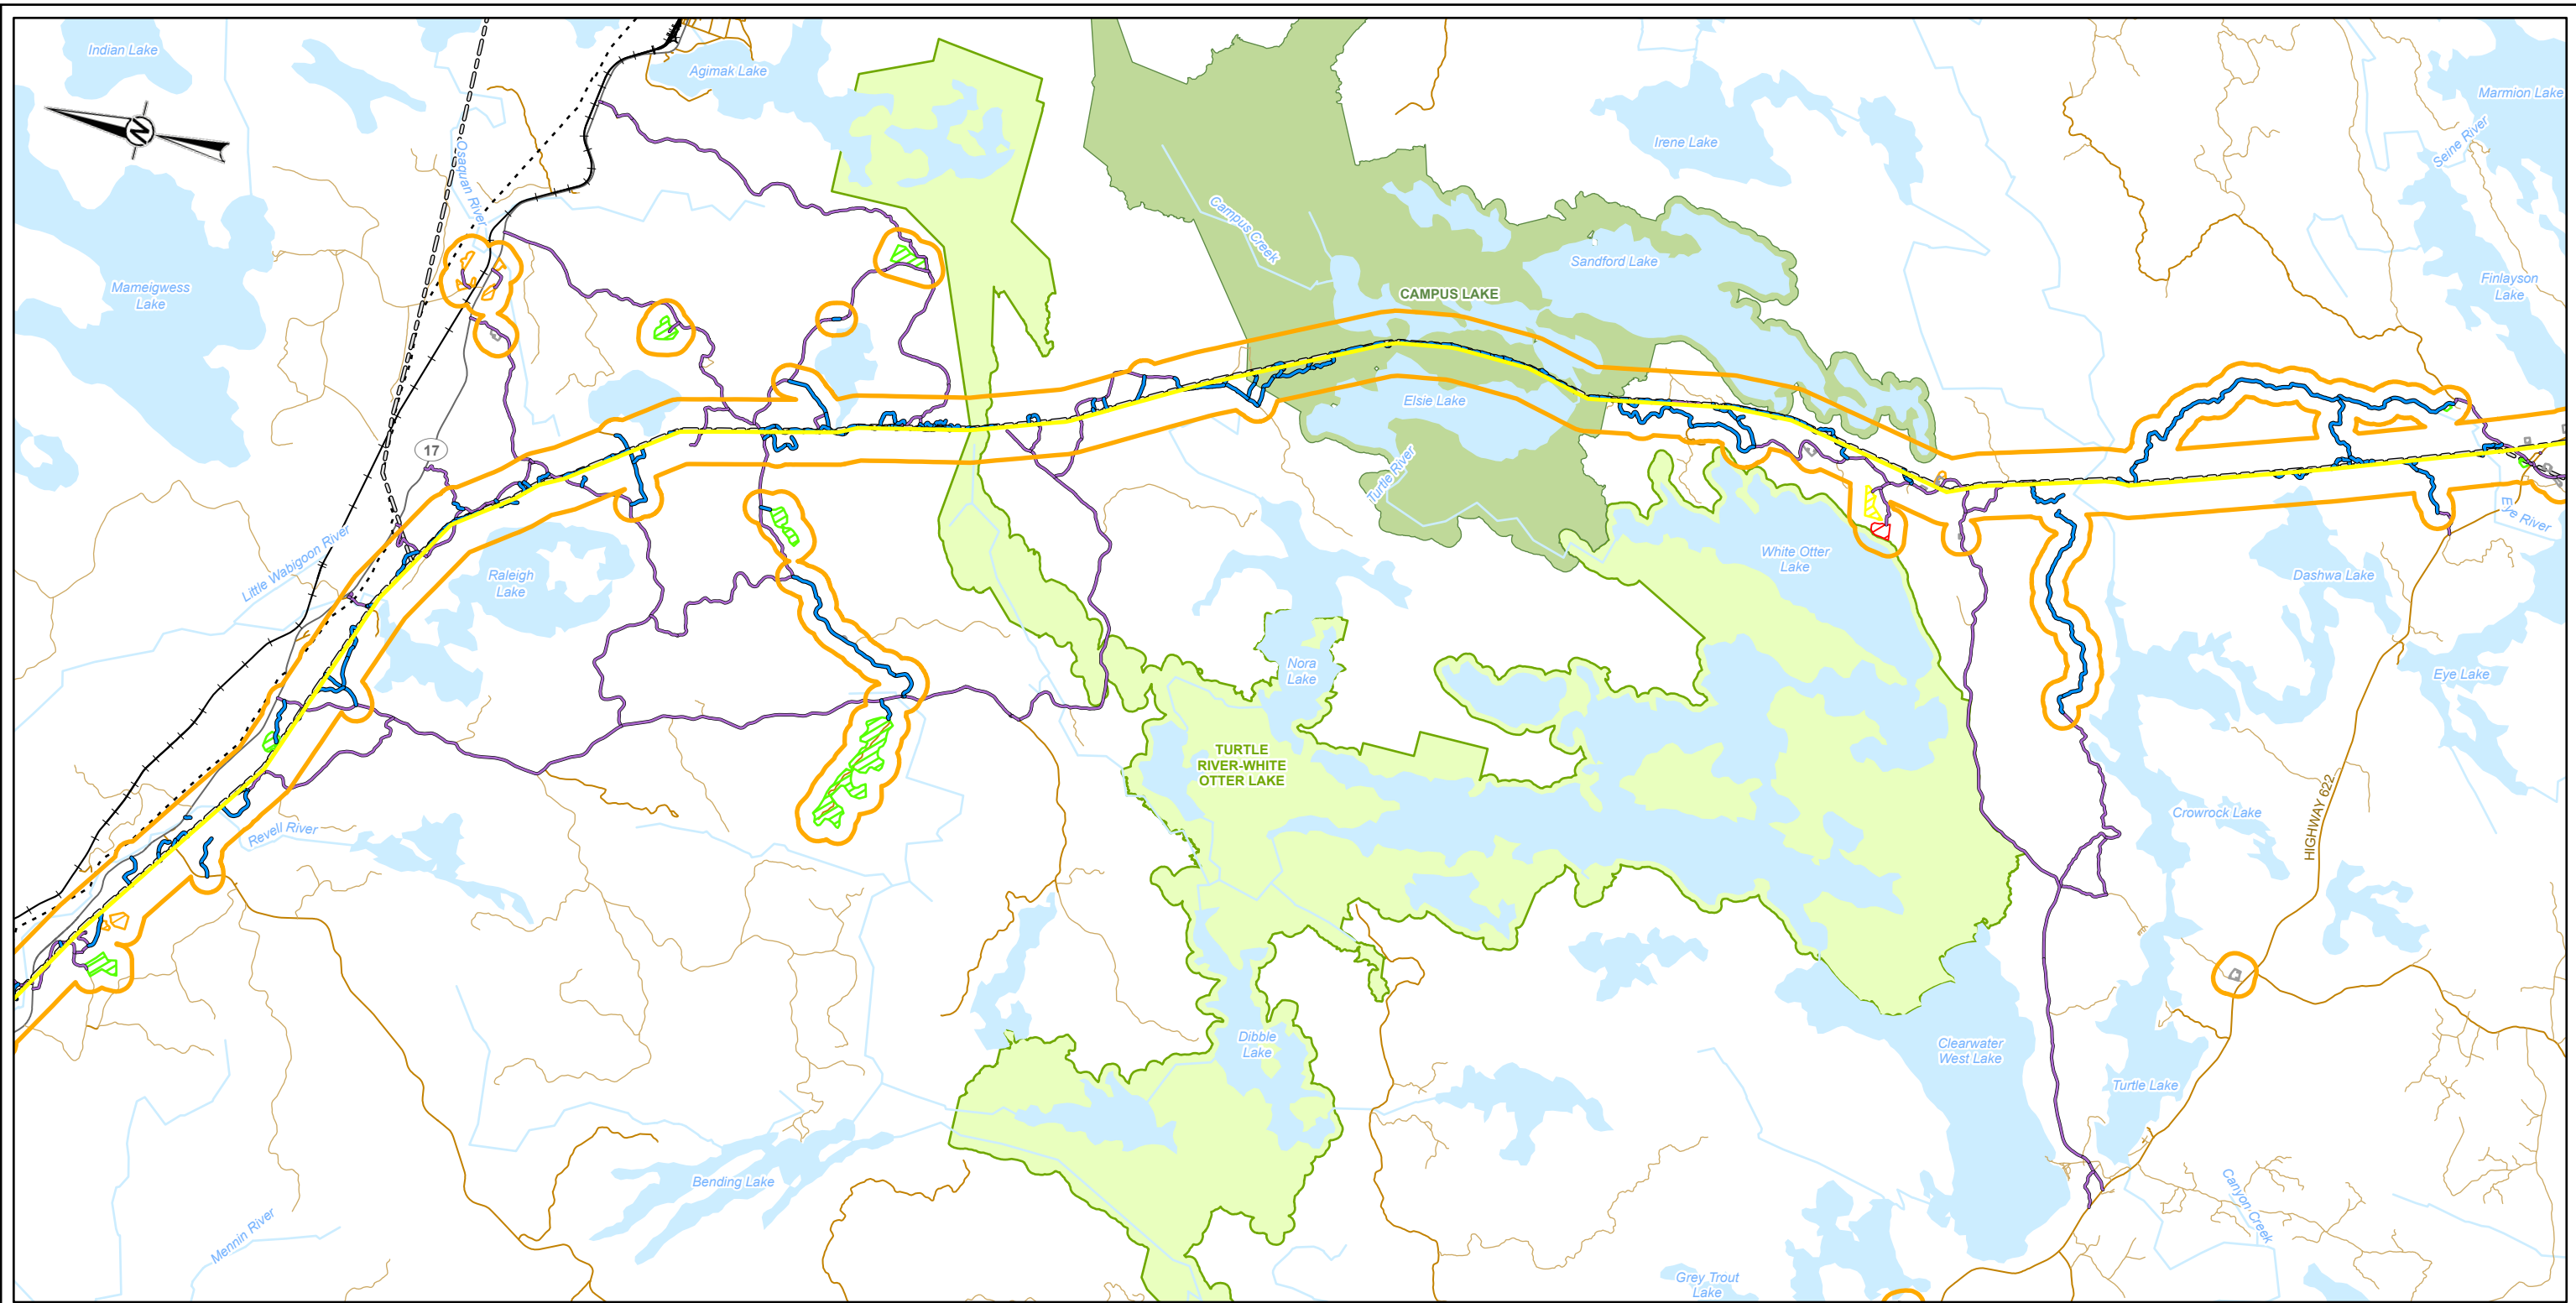 Indian Lake
Agimak Lake
Marmion Lake
N
Osaquan River
Irene Lake
Seine River
Campus Creek
Sandford Lake
Mameigwess
Lake
CAMPUS LAKE
Finlayson
Lake
Elsie Lake
17
Turtle River
Eye River
Little Wabigoon River
Raleigh
Lake
White Otter
Lake
Dashwa Lake
Nora
Lake
Eye Lake
TURTLE
RIVER-WHITE
OTTER LAKE
HIGHWAY 622
Crowrock Lake
Revell River
Dibble
Lake
Clearwater
West Lake
Turtle Lake
Bending Lake
Mennin River
Canyon Creek
Grey Trout
Lake